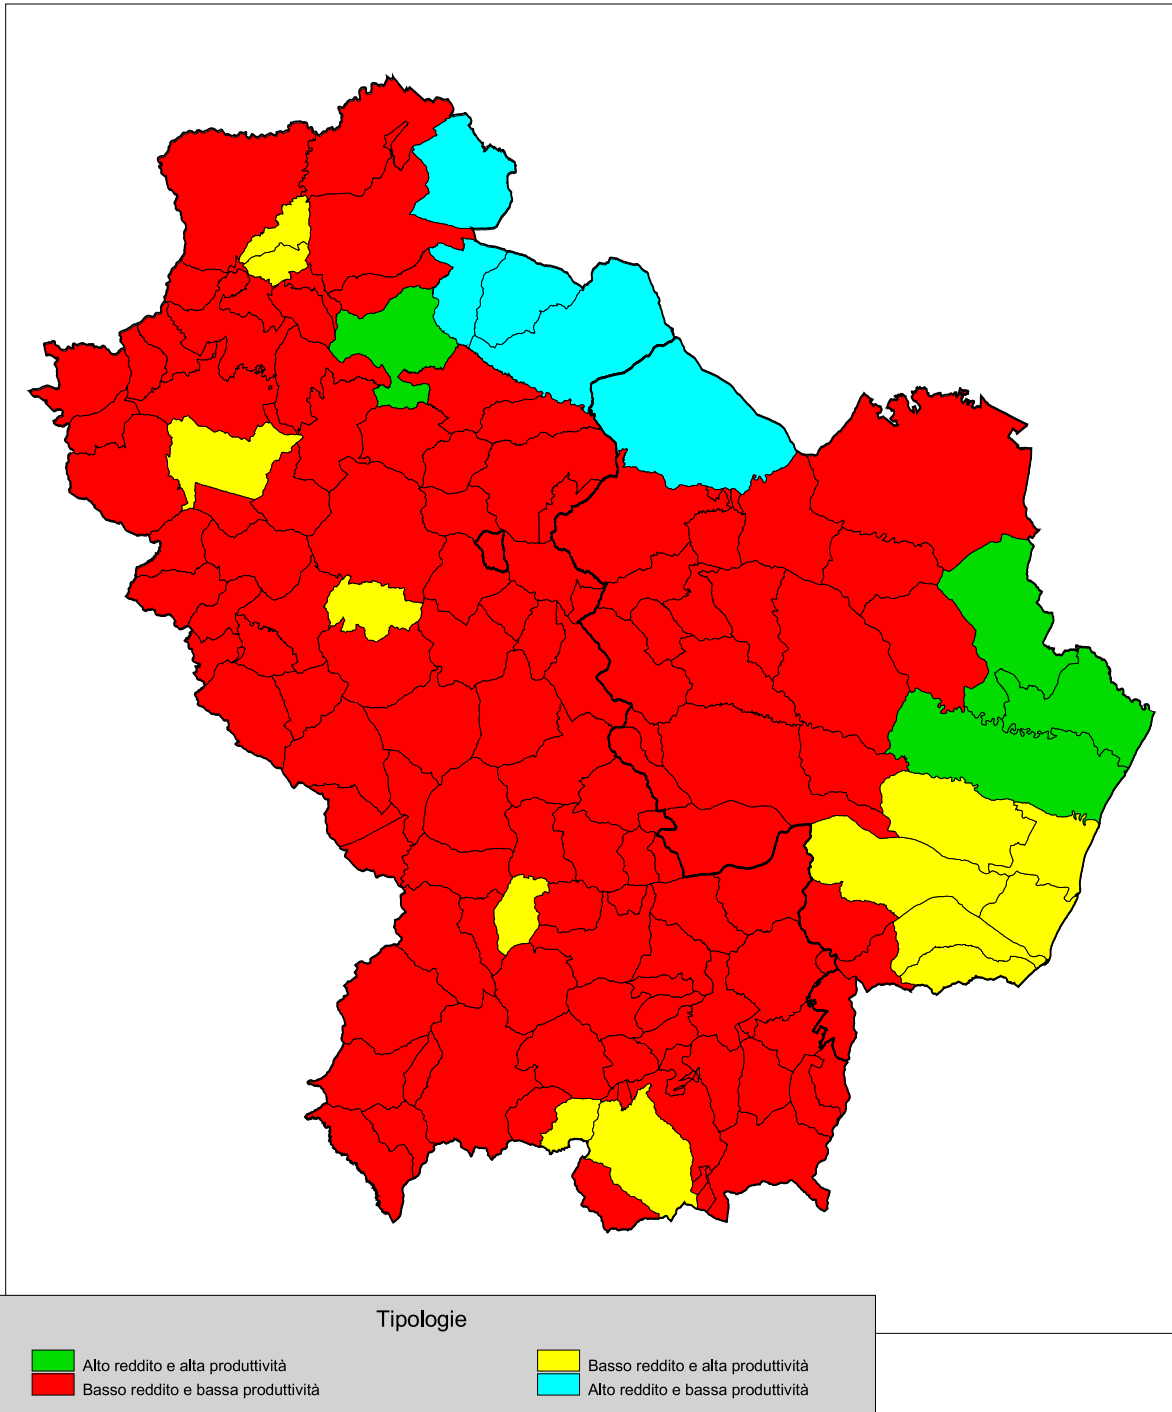 Tipologie
Alto reddito e alta produttività
Basso reddito e bassa produttività
Basso reddito e alta produttività
Alto reddito e bassa produttività